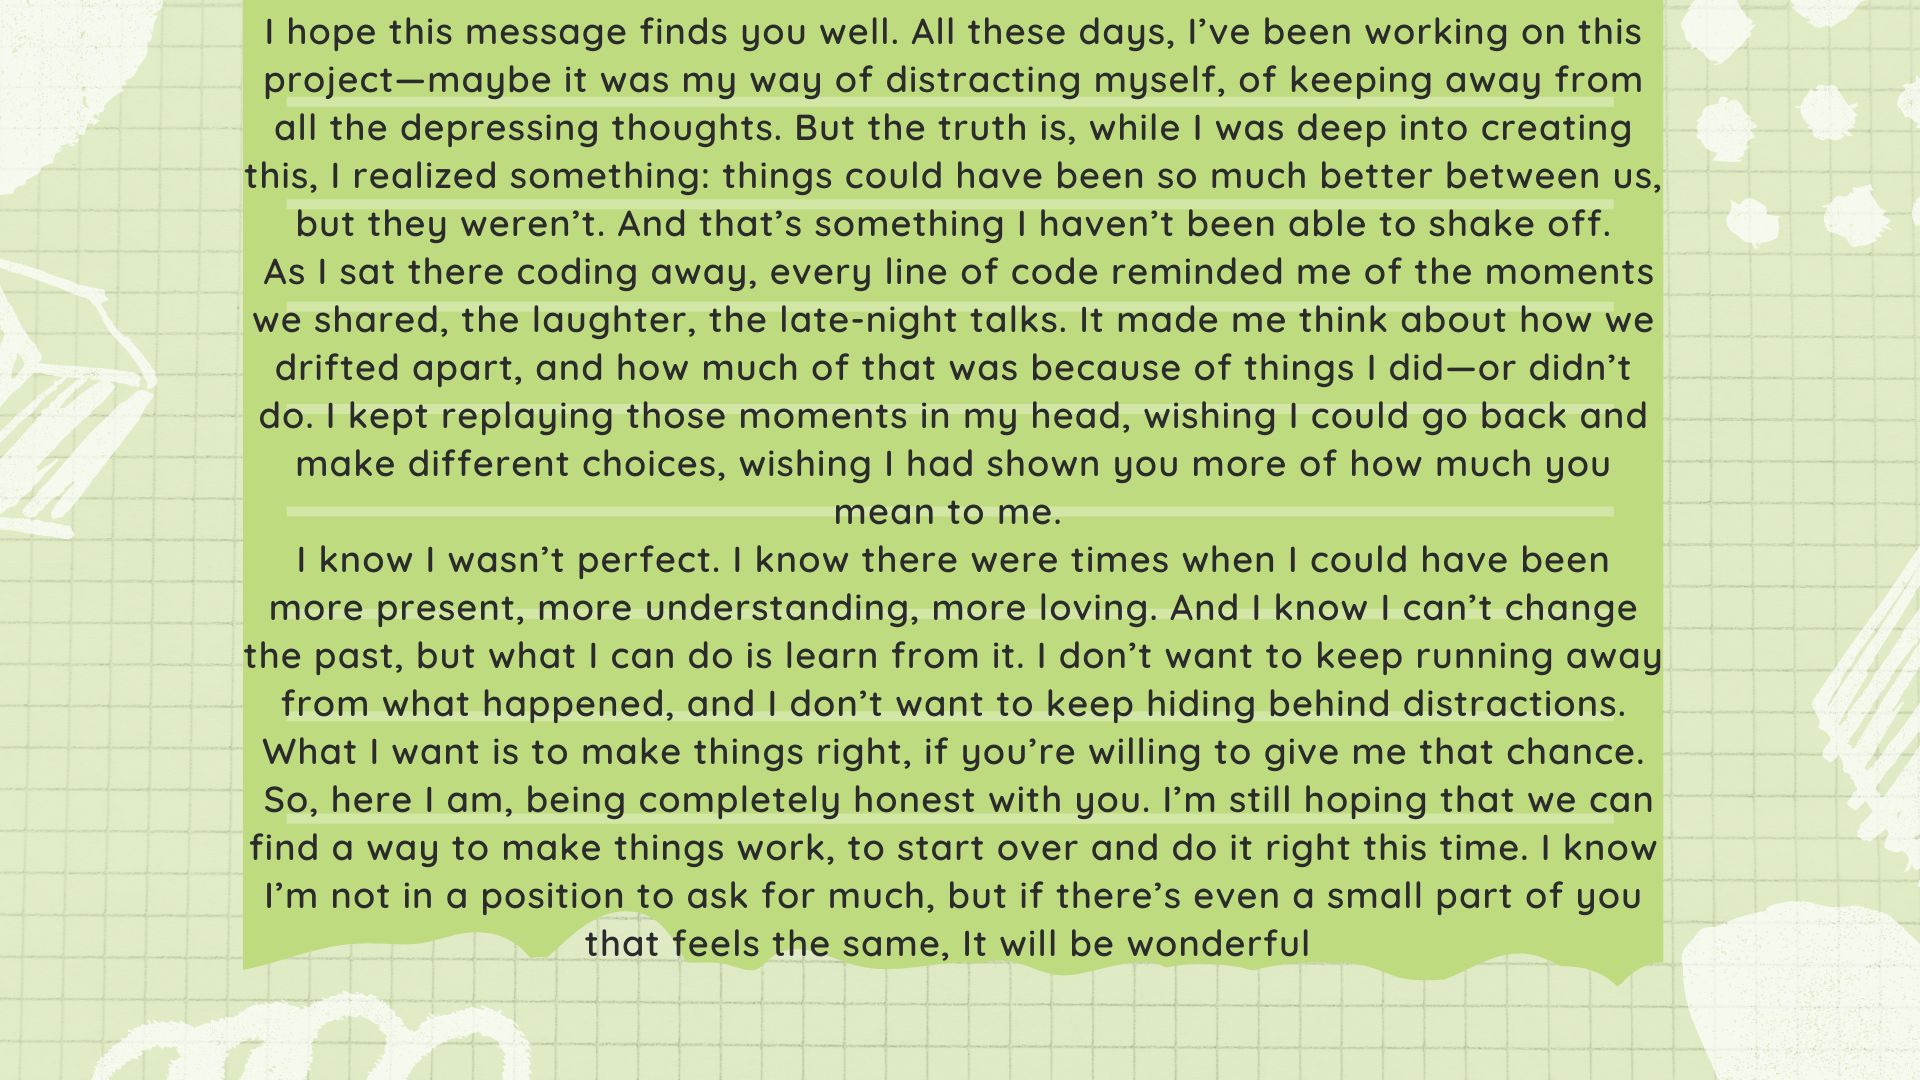 I hope this message finds you well. All these days, I’ve been working on this
project—maybe it was my way of distracting myself, of keeping away from
all the depressing thoughts. But the truth is, while I was deep into creating
this, I realized something: things could have been so much better between us,
but they weren’t. And that’s something I haven’t been able to shake off.
As I sat there coding away, every line of code reminded me of the moments
we shared, the laughter, the late-night talks. It made me think about how we
drifted apart, and how much of that was because of things I did—or didn’t
do. I kept replaying those moments in my head, wishing I could go back and
make different choices, wishing I had shown you more of how much you
mean to me.
I know I wasn’t perfect. I know there were times when I could have been
more present, more understanding, more loving. And I know I can’t change
the past, but what I can do is learn from it. I don’t want to keep running away
from what happened, and I don’t want to keep hiding behind distractions.
What I want is to make things right, if you’re willing to give me that chance.
So, here I am, being completely honest with you. I’m still hoping that we can
find a way to make things work, to start over and do it right this time. I know
I’m not in a position to ask for much, but if there’s even a small part of you
that feels the same, It will be wonderful